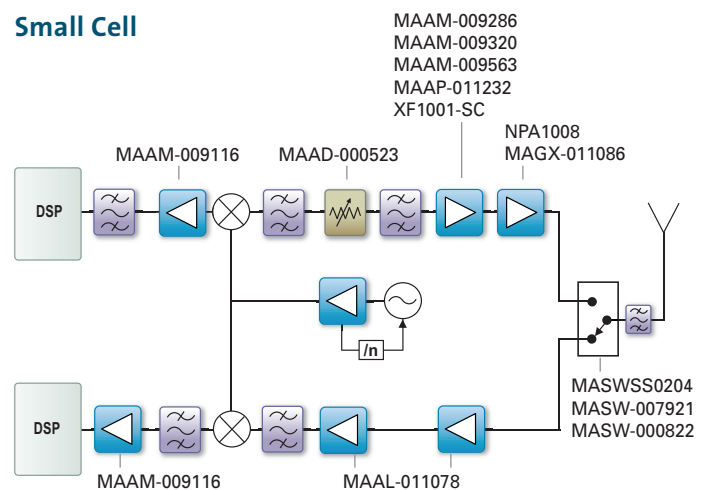 Small Cell
MAAM-009286
MAAM-009320
MAAM-009563
MAAP-011232
XF1001-SC
NPA1008
MAGX-011086
MAAM-009116
MAAD-000523
DSP
/n
MASWSS0204
MASW-007921
MASW-000822
DSP
MAAM-009116
MAAL-011078